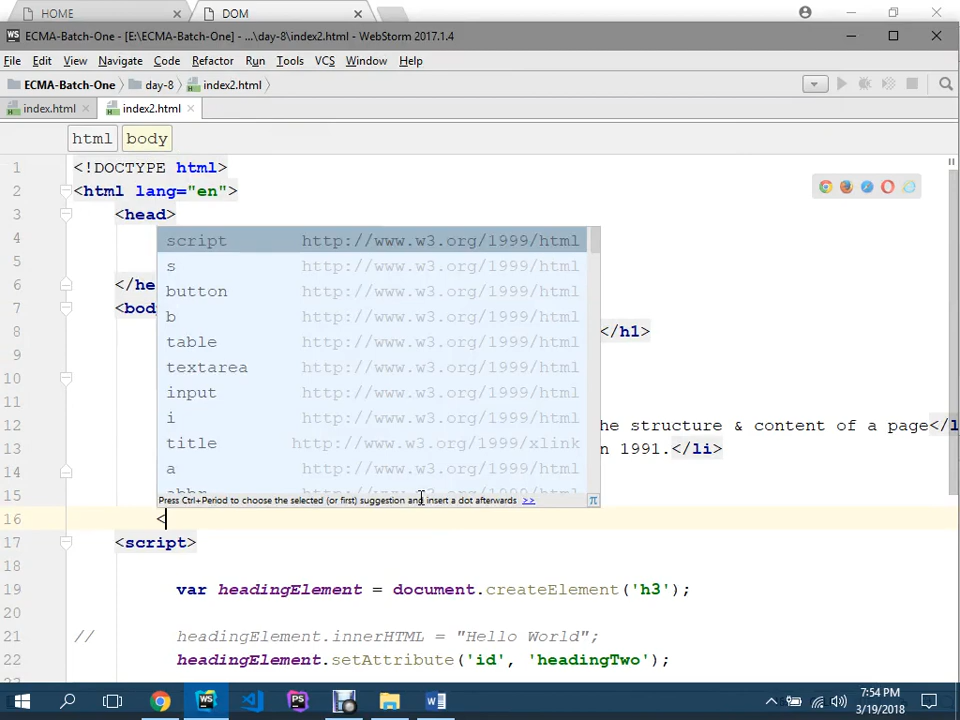 HOME
DOM
ECMA-Batch-One - [E:\ECMA-Batch-One] - ...\day-8\index2.html - WebStorm 2017.1.4
File Edit View Navigate Code Refactor Run Tools VCS Window Help
ECMA-Batch-One day-8 index2.html
index.html index2.html
html body
1 <!DOCTYPE html>
2 <html lang="en">
3 <head>
4 script http://www.w3.org/1999/html
5 s http://www.w3.org/1999/html
6 </he button http://www.w3.org/1999/html
7 <body b http://www.w3.org/1999/html
8 table http://www.w3.org/1999/html </h1>
9 textarea http://www.w3.org/1999/html
10 input http://www.w3.org/1999/html
11 i http://www.w3.org/1999/html
12 title http://www.w3.org/1999/xlink he structure & content of a page</l
13 a http://www.w3.org/1999/html n 1991.</li>
14 abbr http://www.w3.org/1999/html
15 Press Ctrl+Period to choose the selected (or first) suggestion and insert a dot afterwards >> π
16 <
17 <script>
18
19 var headingElement = document.createElement('h3');
20
21 // headingElement.innerHTML = "Hello World";
22 headingElement.setAttribute('id', 'headingTwo');
7:54 PM
3/19/2018